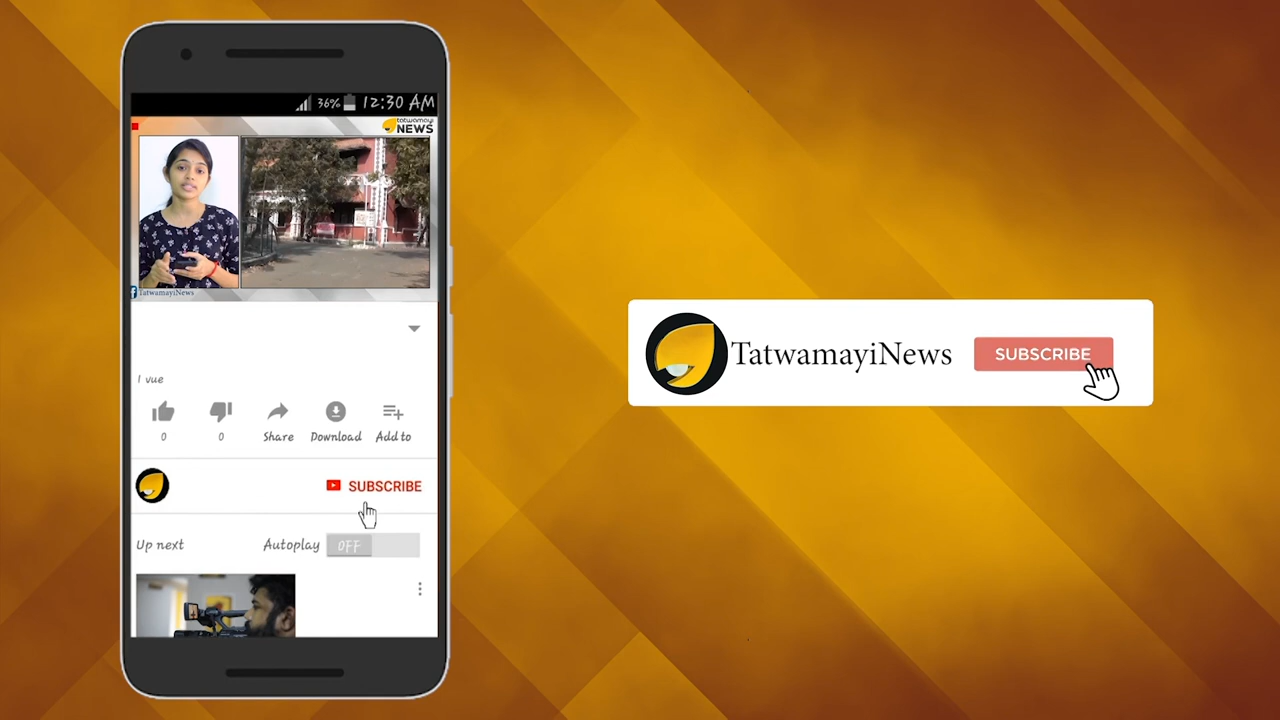 36% 12:30 AM
tatwamayi
NEWS
TatwamayiNews
1 vue
0 0 Share Download Add to
SUBSCRIBE
Up next Autoplay OFF
TatwamayiNews SUBSCRIBE